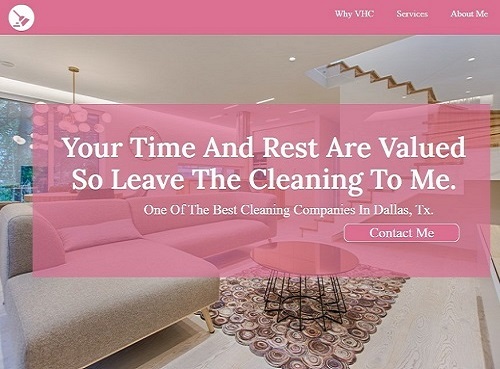 Why VHC Services About Me
Your Time And Rest Are Valued
So Leave The Cleaning To Me.
One Of The Best Cleaning Companies In Dallas, Tx.
Contact Me